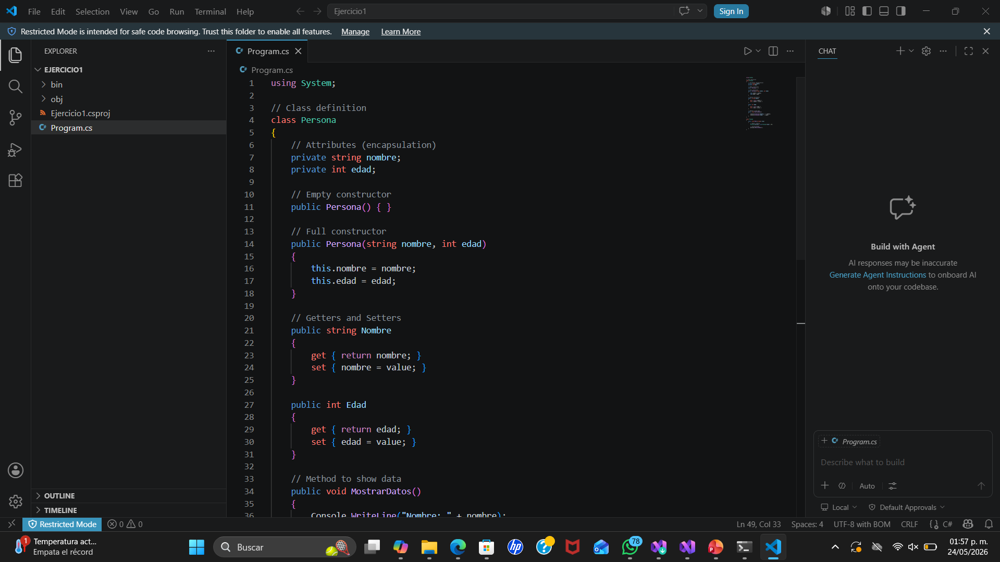 File Edit Selection View Go Run Terminal Help
Ejercicio1
Sign In
Restricted Mode is intended for safe code browsing. Trust this folder to enable all features. Manage Learn More
EXPLORER
EJERCICIO1
bin
obj
Ejercicio1.csproj
C# Program.cs
OUTLINE
TIMELINE
C# Program.cs
C# Program.cs
1 using System;
2
3 // Class definition
4 class Persona
5 {
6 // Attributes (encapsulation)
7 private string nombre;
8 private int edad;
9
10 // Empty constructor
11 public Persona() { }
12
13 // Full constructor
14 public Persona(string nombre, int edad)
15 {
16 this.nombre = nombre;
17 this.edad = edad;
18 }
19
20 // Getters and Setters
21 public string Nombre
22 {
23 get { return nombre; }
24 set { nombre = value; }
25 }
26
27 public int Edad
28 {
29 get { return edad; }
30 set { edad = value; }
31 }
32
33 // Method to show data
34 public void MostrarDatos()
35 {
36 Console.WriteLine("Nombre: " + nombre);
CHAT
Build with Agent
AI responses may be inaccurate
Generate Agent Instructions to onboard AI
onto your codebase.
C# Program.cs
Describe what to build
Auto
Local Default Approvals
Restricted Mode 0 0
Ln 49, Col 33 Spaces: 4 UTF-8 with BOM CRLF {} C#
1
Temperatura act...
Empata el récord
Buscar
hp
?
78
P
01:57 p. m.
24/05/2026